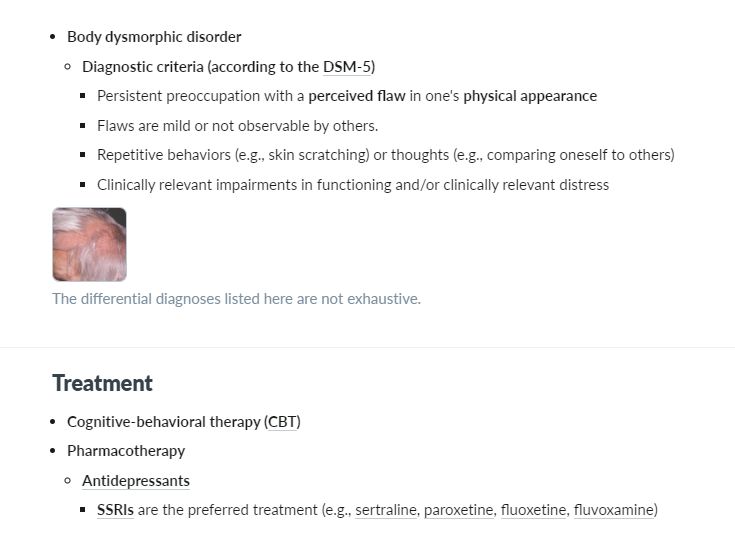 Body dysmorphic disorder
Diagnostic criteria (according to the DSM-5)
Persistent preoccupation with a perceived flaw in one's physical appearance
Flaws are mild or not observable by others.
Repetitive behaviors (e.g., skin scratching) or thoughts (e.g., comparing oneself to others)
Clinically relevant impairments in functioning and/or clinically relevant distress
The differential diagnoses listed here are not exhaustive.
Treatment
Cognitive-behavioral therapy (CBT)
Pharmacotherapy
Antidepressants
SSRIs are the preferred treatment (e.g., sertraline, paroxetine, fluoxetine, fluvoxamine)